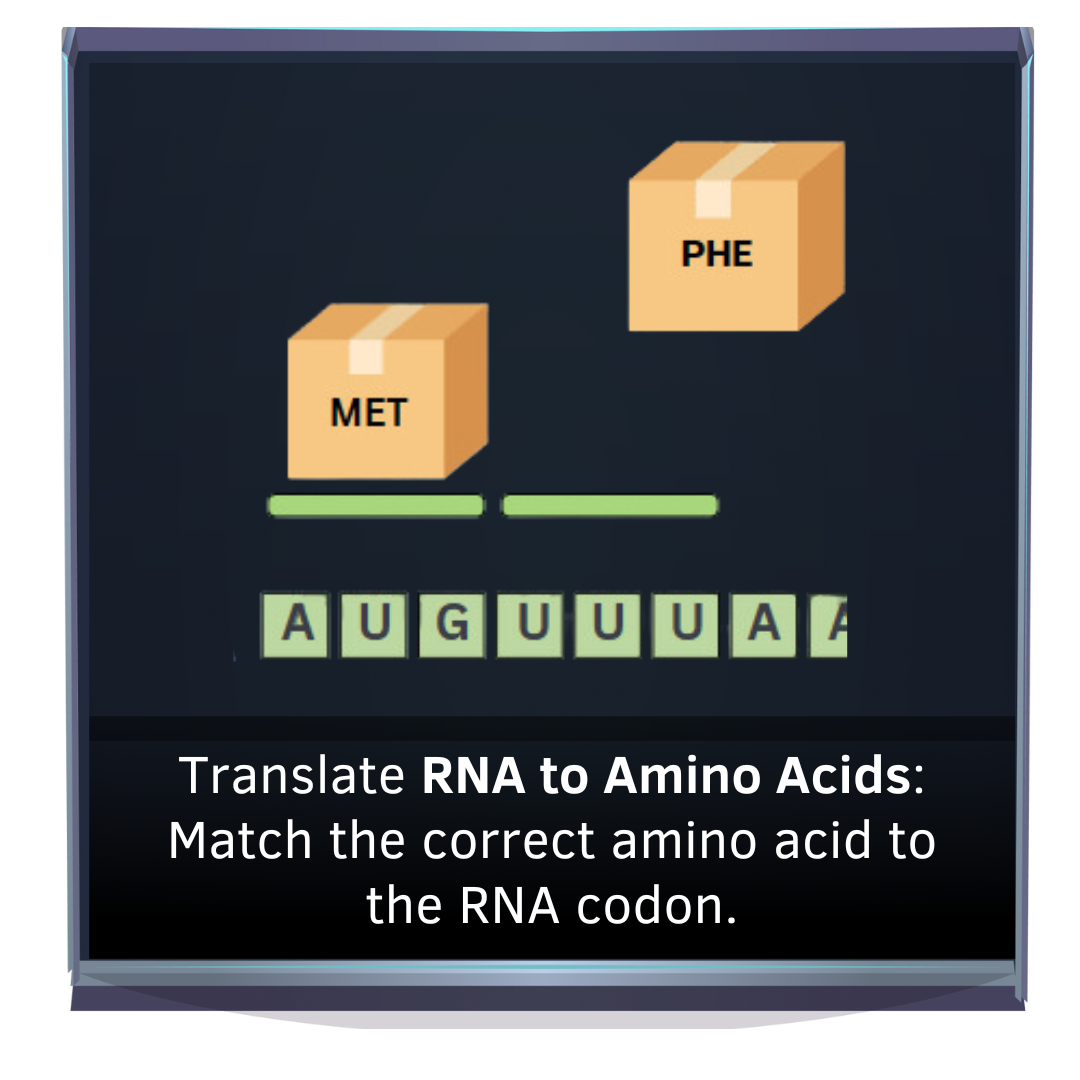 PHE
MET
A U G U U U A A
Translate RNA to Amino Acids:
Match the correct amino acid to
the RNA codon.